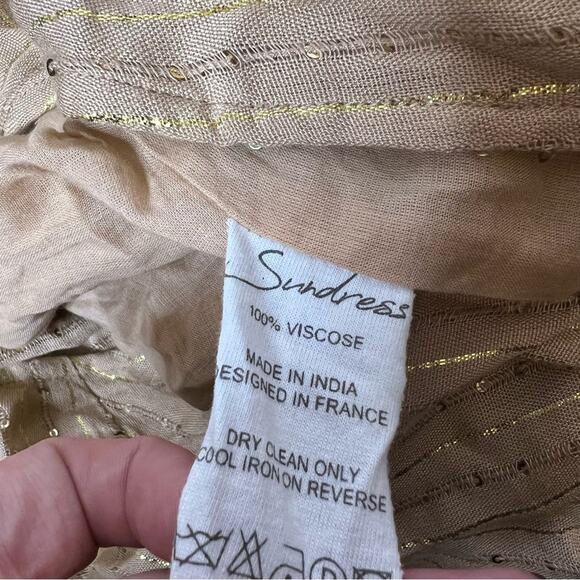 Sundress
100% VISCOSE
MADE IN INDIA
DESIGNED IN FRANCE
DRY CLEAN ONLY
COOL IRON ON REVERSE